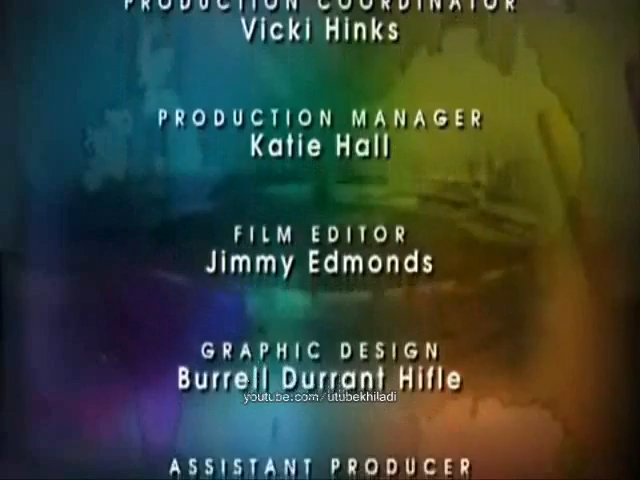 PRODUCTION COORDINATOR
Vicki Hinks
PRODUCTION MANAGER
Katie Hall
FILM EDITOR
Jimmy Edmonds
GRAPHIC DESIGN
Burrell Durrant Hifle
youtube.com/utubekhiladi
ASSISTANT PRODUCER